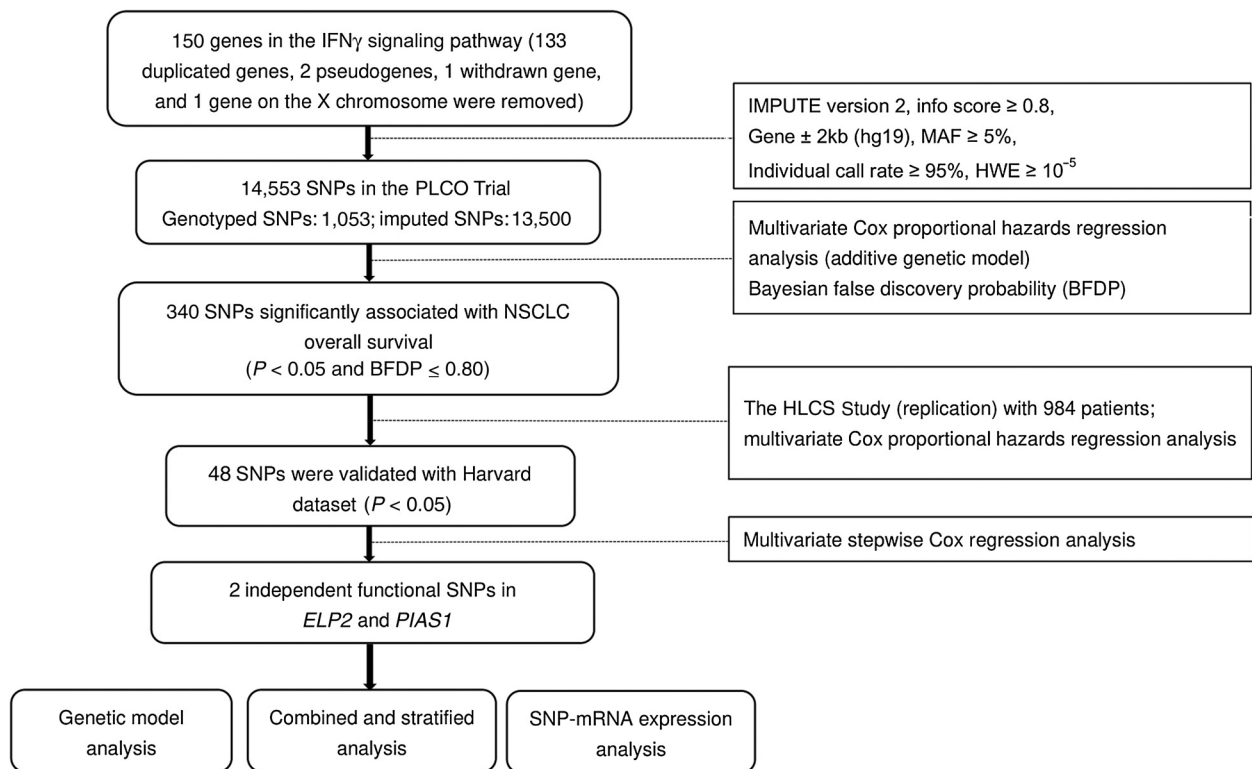 150 genes in the IFNγ signaling pathway (133
duplicated genes, 2 pseudogenes, 1 withdrawn gene,
and 1 gene on the X chromosome were removed)
IMPUTE version 2, info score ≥ 0.8,
Gene ± 2kb (hg19), MAF ≥ 5%,
Individual call rate ≥ 95%, HWE ≥ 10⁻⁵
14,553 SNPs in the PLCO Trial
Genotyped SNPs: 1,053; imputed SNPs: 13,500
Multivariate Cox proportional hazards regression
analysis (additive genetic model)
Bayesian false discovery probability (BFDP)
340 SNPs significantly associated with NSCLC
overall survival
(P < 0.05 and BFDP ≤ 0.80)
The HLCS Study (replication) with 984 patients;
multivariate Cox proportional hazards regression analysis
48 SNPs were validated with Harvard
dataset (P < 0.05)
Multivariate stepwise Cox regression analysis
2 independent functional SNPs in
ELP2 and PIAS1
Genetic model
analysis
Combined and stratified
analysis
SNP-mRNA expression
analysis